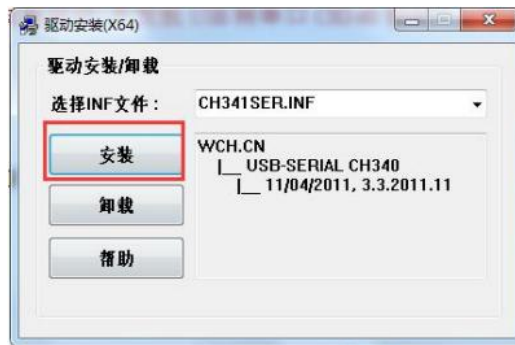 驱动安装(X64)
驱动安装/卸载
选择INF文件：
CH341SER.INF
安装
WCH.CN
|__ USB-SERIAL CH340
|__ 11/04/2011, 3.3.2011.11
卸载
帮助